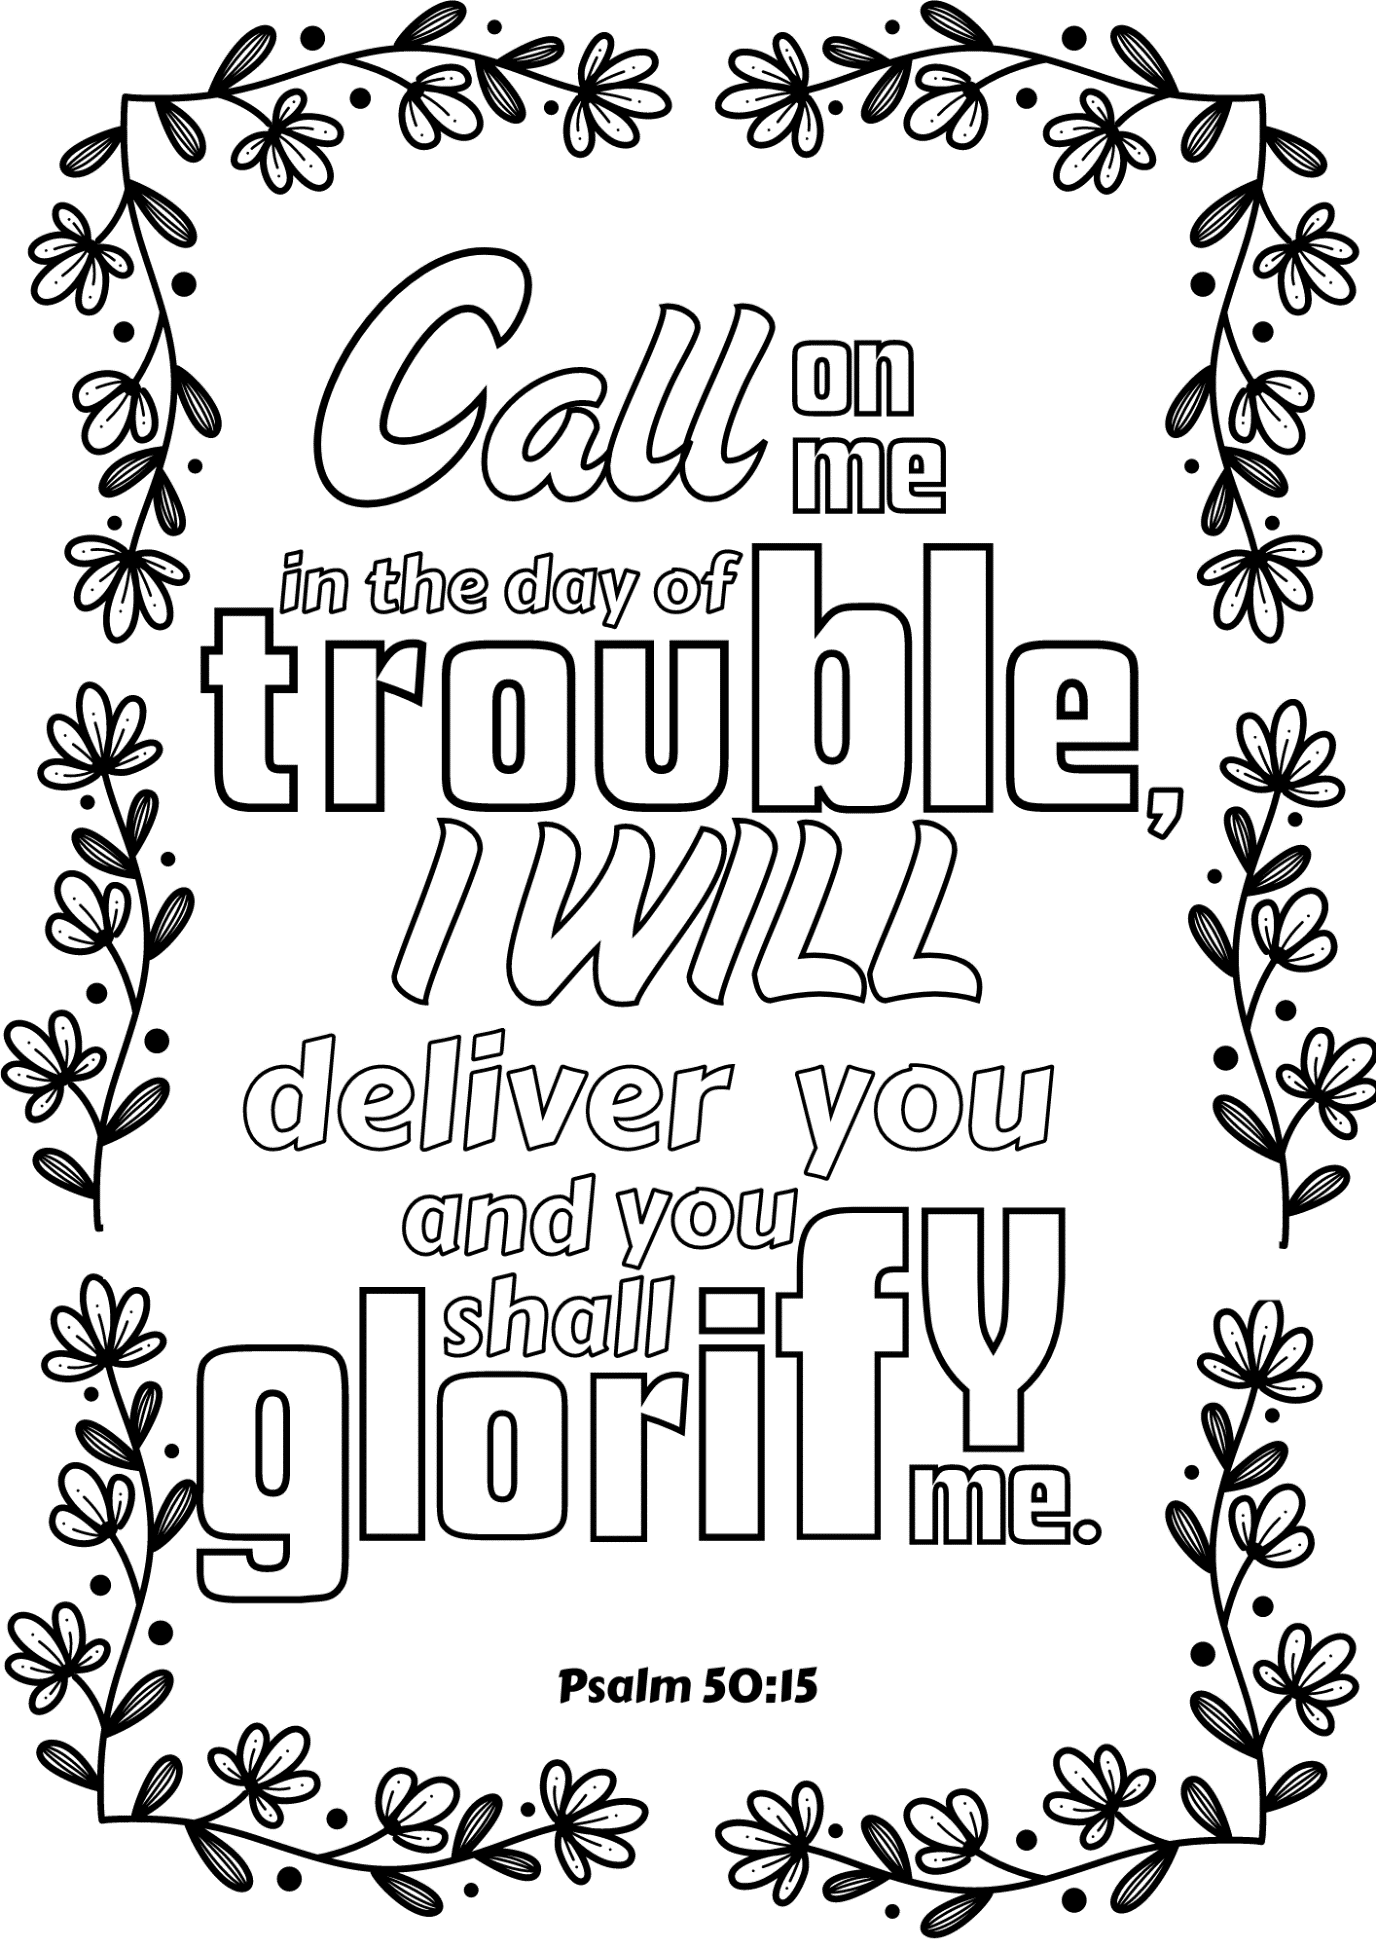 Call on
me
in the day of
trouble,
I WILL
deliver you
and you
shall
glorify
me.
Psalm 50:15